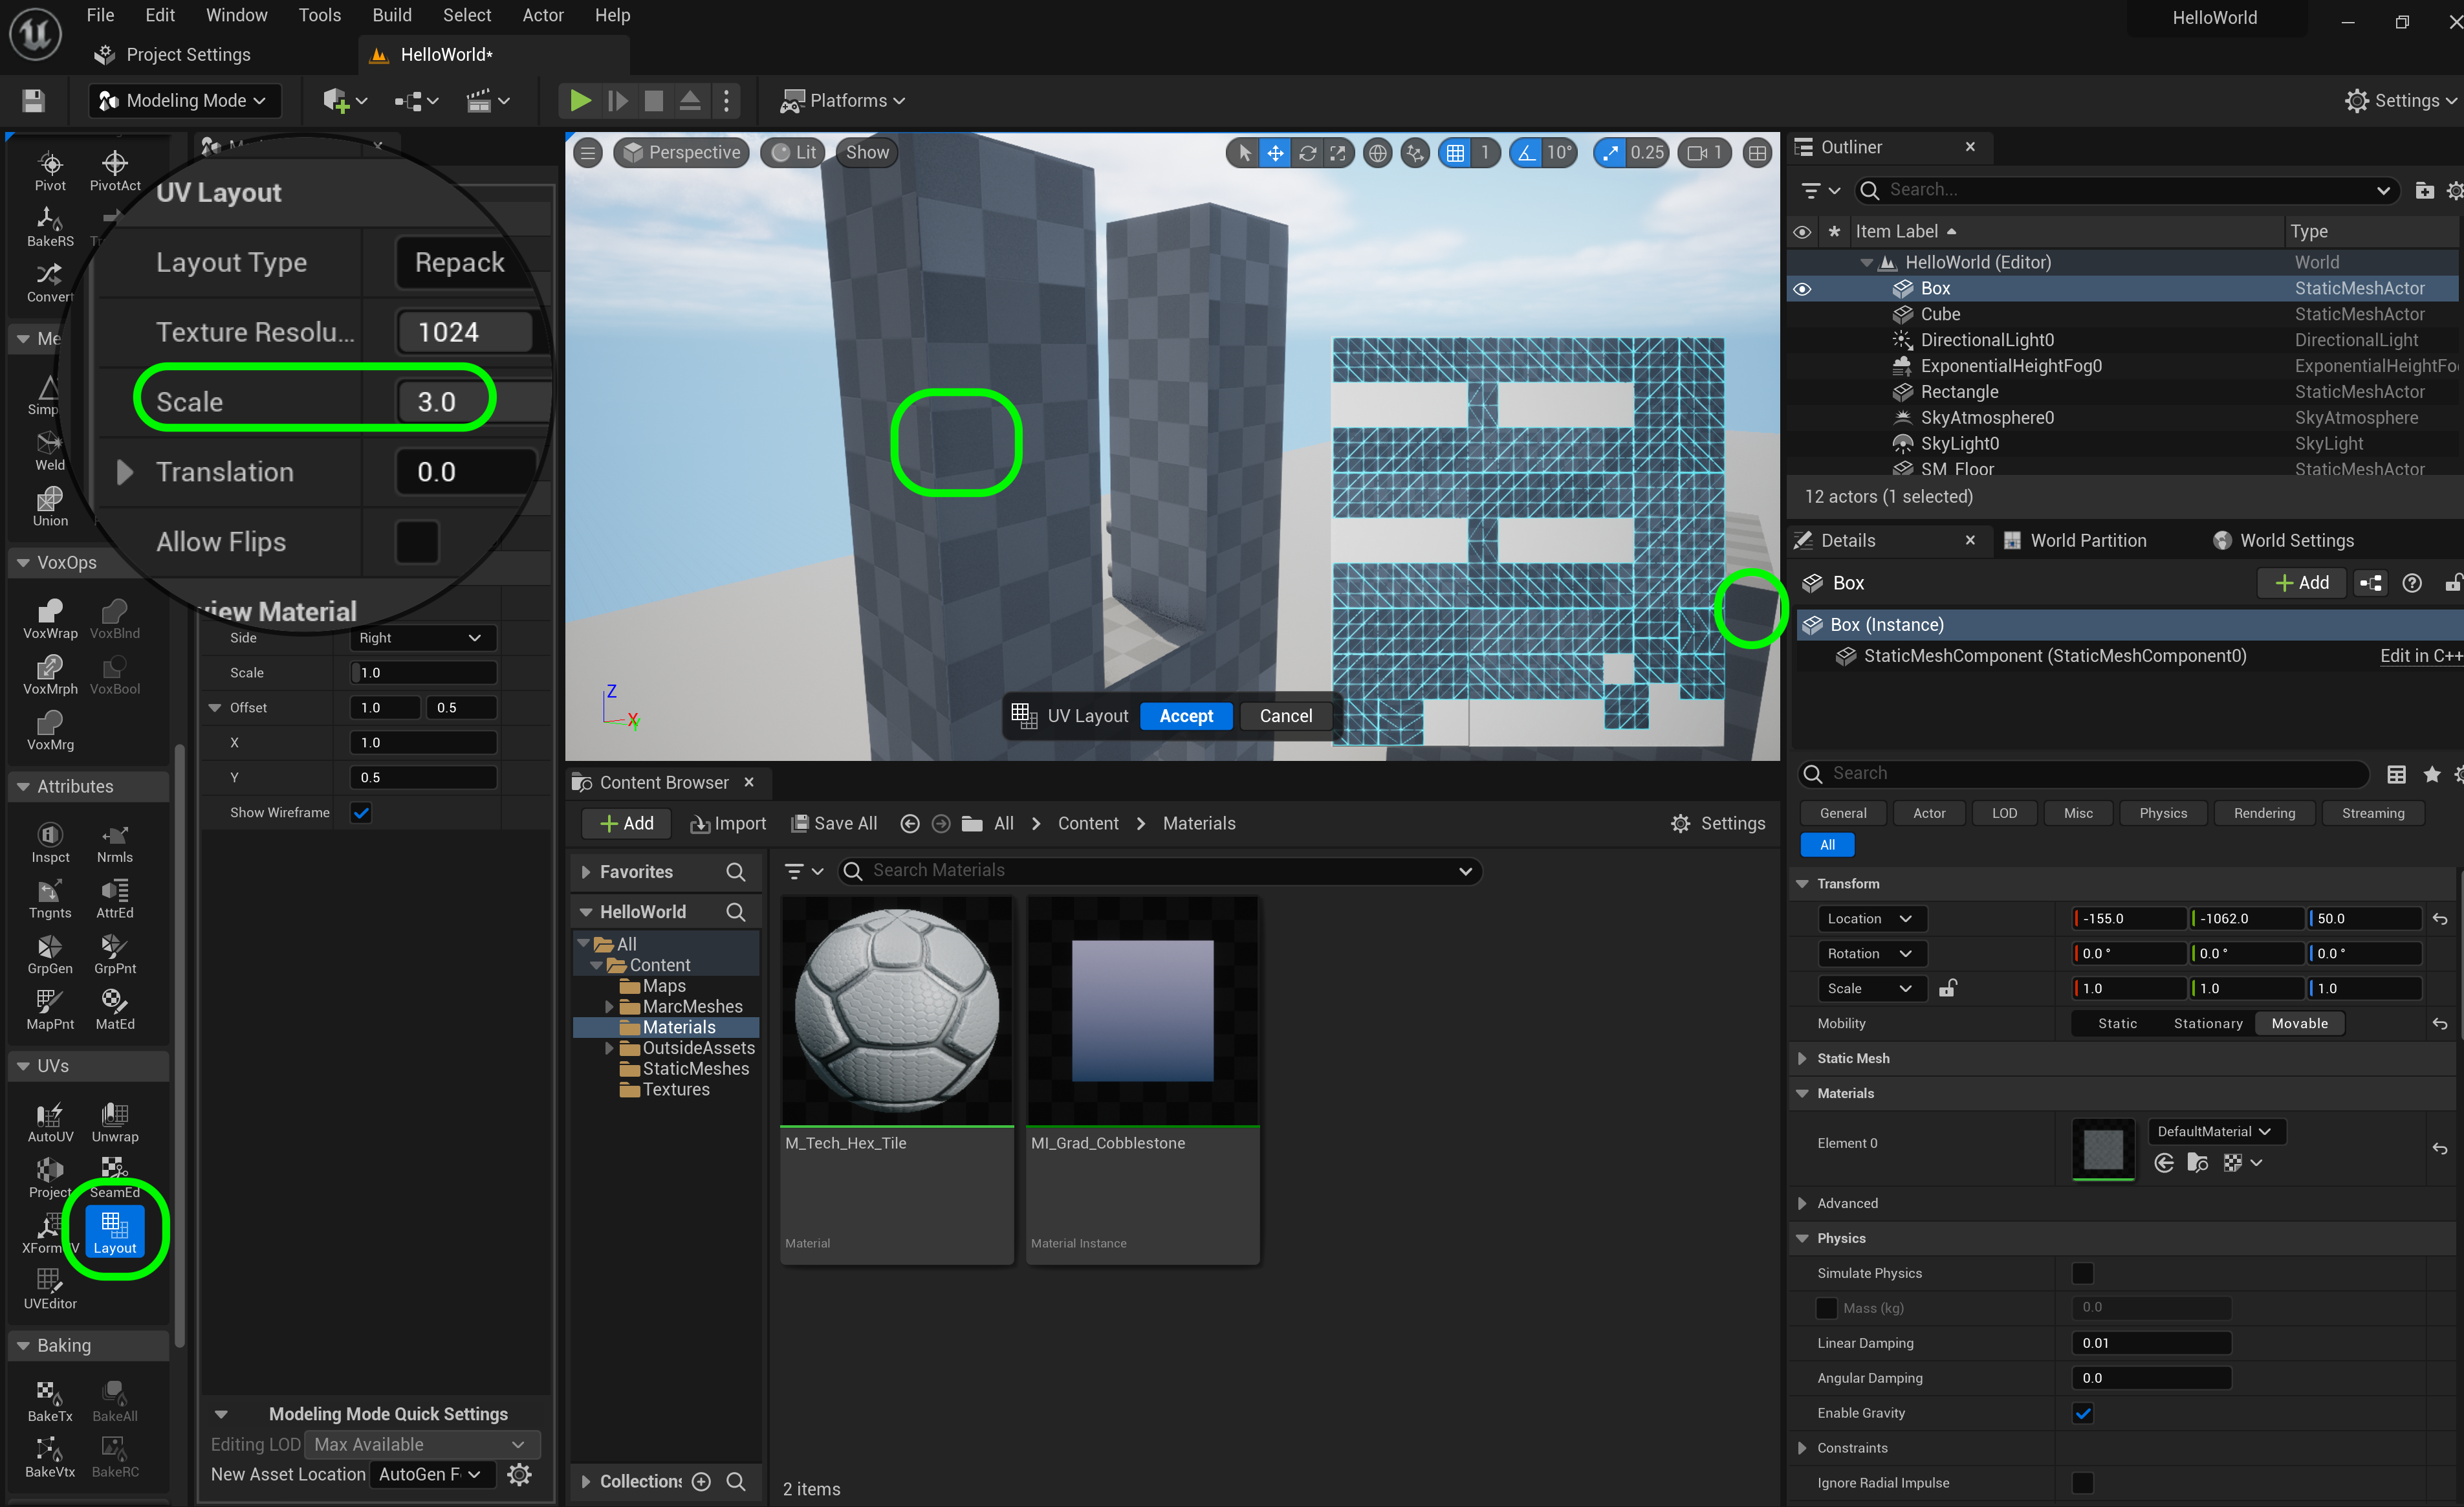 File Edit Window Tools Build Select Actor Help
HelloWorld
Project Settings
HelloWorld*
Modeling Mode
Platforms
Settings
Pivot PivotAct
BakeRS
Convert
Weld
Union
VoxOps
VoxWrap VoxBlnd
VoxMrph VoxBool
VoxMrg
Attributes
Inspct Nrmls
Tngnts AttrEd
GrpGen GrpPnt
MapPnt MatEd
UVs
AutoUV Unwrap
Project SeamEd
Layout
UVEditor
Baking
BakeTx BakeAll
BakeVtx BakeRC
UV Layout
Layout Type Repack
Texture Resolu... 1024
Scale 3.0
Translation 0.0
Allow Flips
view Material
Side Right
Scale 1.0
Offset 1.0 0.5
X 1.0
Y 0.5
Show Wireframe
Modeling Mode Quick Settings
Editing LOD Max Available
New Asset Location AutoGen F
Perspective Lit Show
1 10° 0.25 1
Z
X
Y
UV Layout Accept Cancel
Content Browser
Add Import Save All All Content Materials
Settings
Favorites
Search Materials
HelloWorld
All
Content
Maps
MarcMeshes
Materials
OutsideAssets
StaticMeshes
Textures
Collections
M_Tech_Hex_Tile
Material
MI_Grad_Cobblestone
Material Instance
2 items
Outliner
Search...
Item Label Type
HelloWorld (Editor) World
Box StaticMeshActor
Cube StaticMeshActor
DirectionalLight0 DirectionalLight
ExponentialHeightFog0 ExponentialHeightFo
Rectangle StaticMeshActor
SkyAtmosphere0 SkyAtmosphere
SkyLight0 SkyLight
SM_Floor StaticMeshActor
12 actors (1 selected)
Details World Partition World Settings
Box
Add
Box (Instance)
StaticMeshComponent (StaticMeshComponent0) Edit in C++
Search
General Actor LOD Misc Physics Rendering Streaming
All
Transform
Location -155.0 -1062.0 50.0
Rotation 0.0 ° 0.0 ° 0.0 °
Scale 1.0 1.0 1.0
Mobility Static Stationary Movable
Static Mesh
Materials
Element 0 DefaultMaterial
Advanced
Physics
Simulate Physics
Mass (kg) 0.0
Linear Damping 0.01
Angular Damping 0.0
Enable Gravity
Constraints
Ignore Radial Impulse